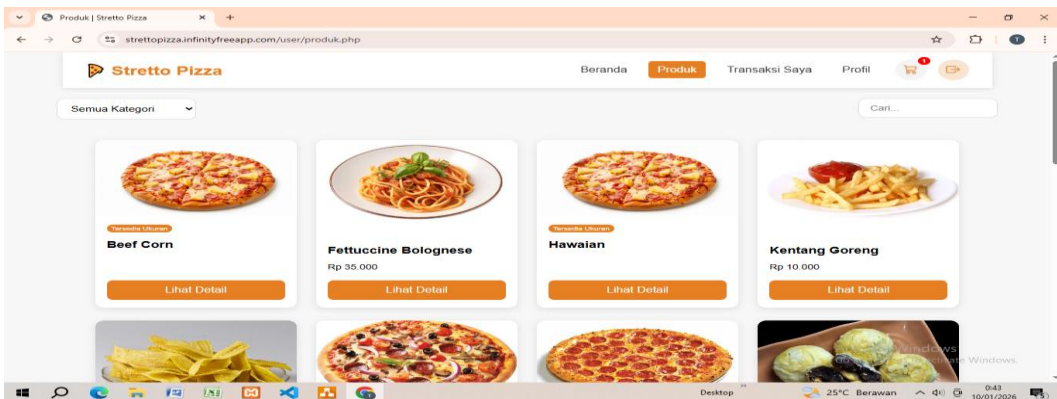 Produk | Stretto Pizza
strettopizza.infinityfreeapp.com/user/produk.php
T
Stretto Pizza
Beranda
Produk
Transaksi Saya
Profil
1
Semua Kategori
Cari...
Tersedia Ukuran
Beef Corn
Lihat Detail
Fettuccine Bolognese
Rp 35.000
Lihat Detail
Tersedia Ukuran
Hawaian
Lihat Detail
Kentang Goreng
Rp 10.000
Lihat Detail
Desktop
25°C Berawan
0:43
10/01/2026